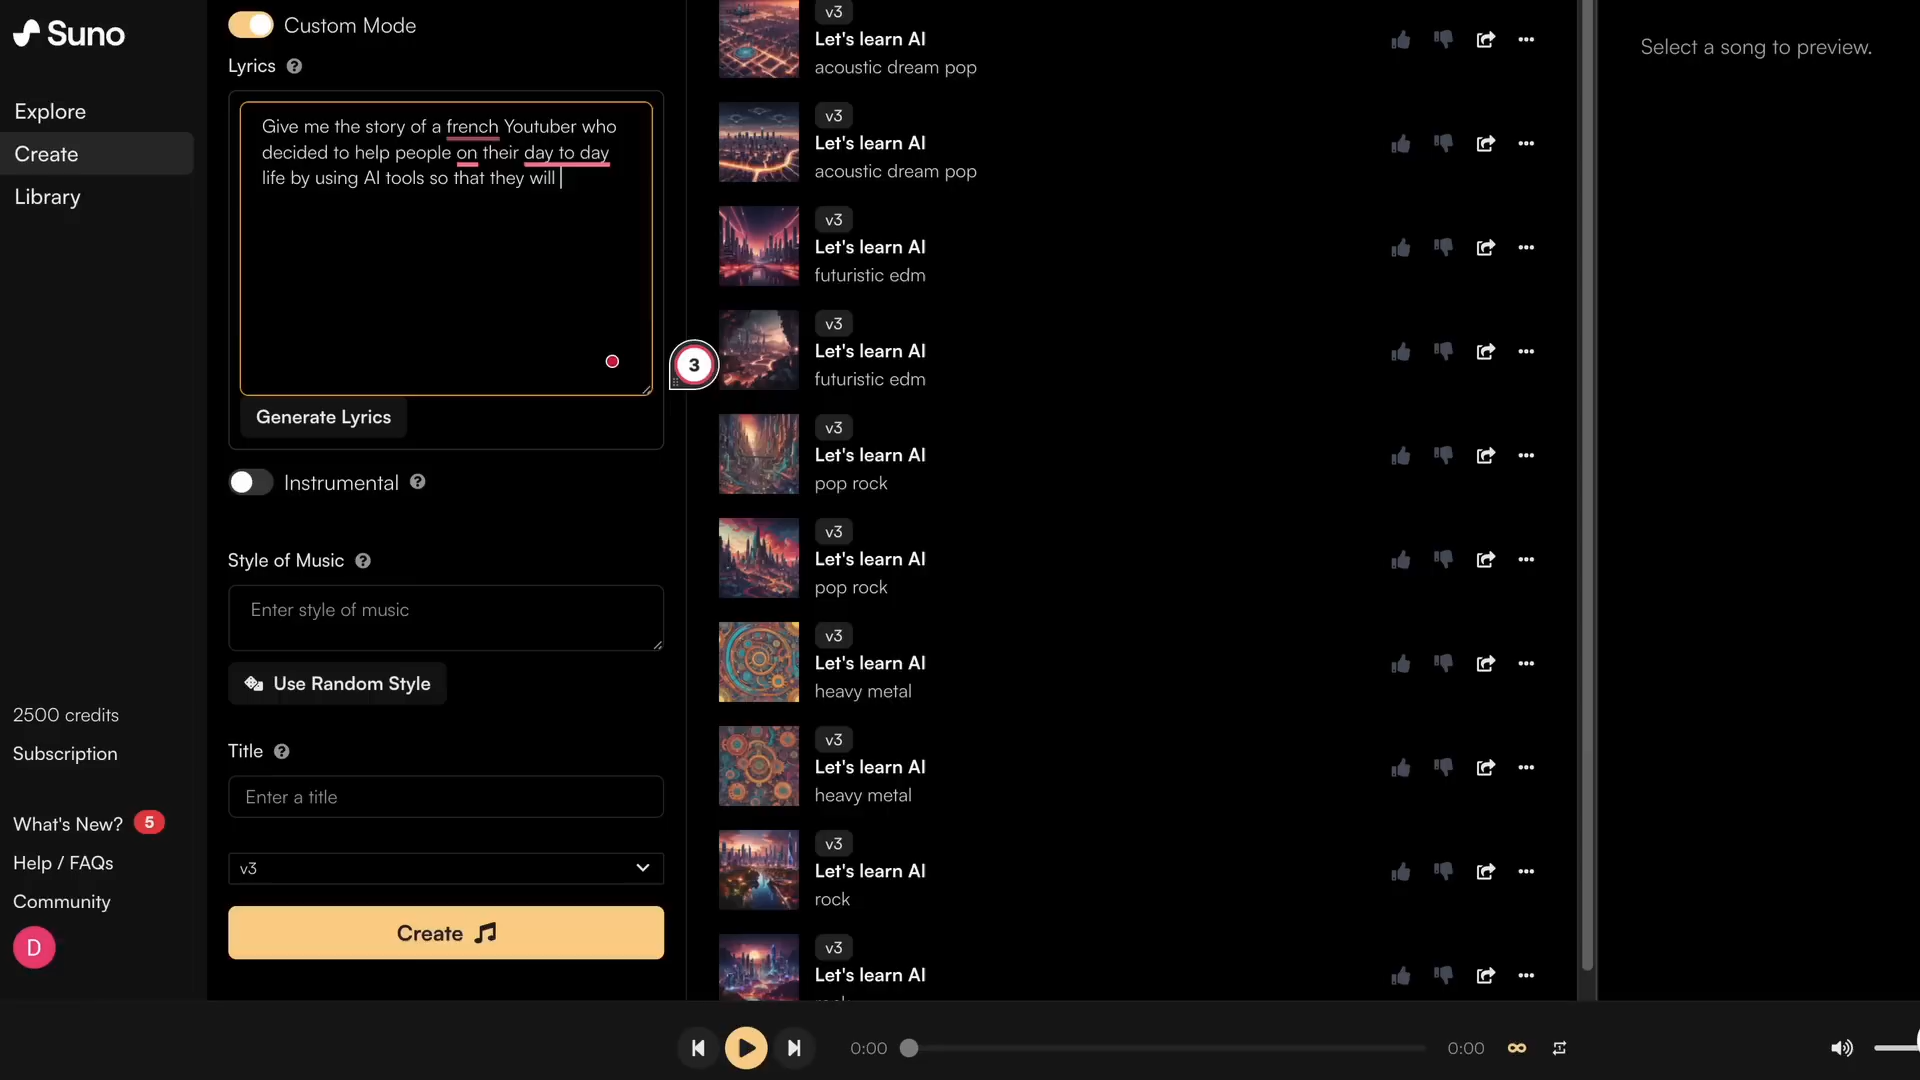 Suno
Explore
Create
Library
2500 credits
Subscription
What's New? 5
Help / FAQs
Community
D
Custom Mode
Lyrics ?
Give me the story of a french Youtuber who
decided to help people on their day to day
life by using AI tools so that they will
3
Generate Lyrics
Instrumental ?
Style of Music ?
Enter style of music
Use Random Style
Title ?
Enter a title
v3
Create
v3
Let's learn AI
acoustic dream pop
v3
Let's learn AI
acoustic dream pop
v3
Let's learn AI
futuristic edm
v3
Let's learn AI
futuristic edm
v3
Let's learn AI
pop rock
v3
Let's learn AI
pop rock
v3
Let's learn AI
heavy metal
v3
Let's learn AI
heavy metal
v3
Let's learn AI
rock
v3
Let's learn AI
Select a song to preview.
0:00
0:00